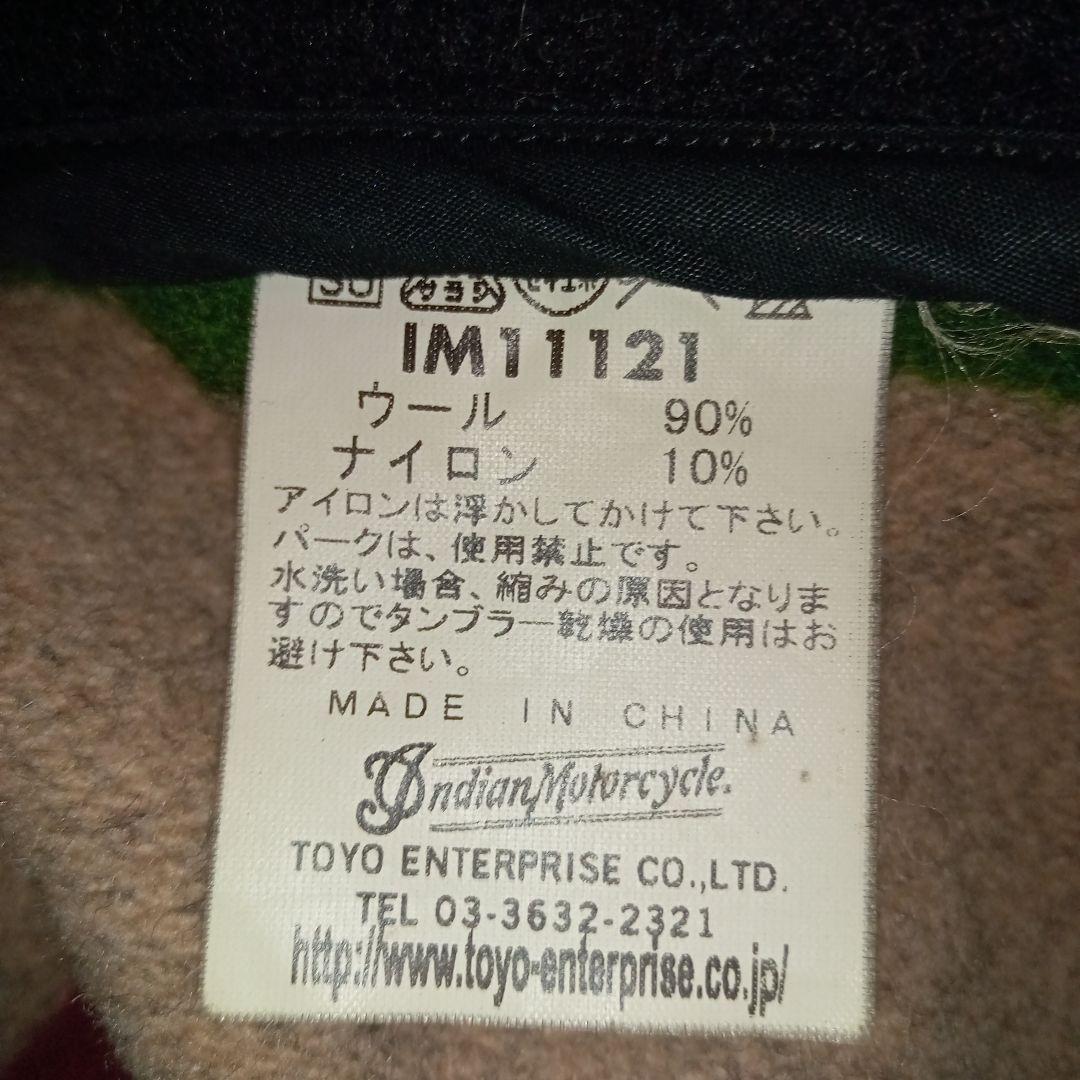 IM11121
ウール 90%
ナイロン 10%
アイロンは浮かしてかけて下さい。
パークは、使用禁止です。
水洗い場合、縮みの原因となりま
すのでタンブラー乾燥の使用はお
避け下さい。
MADE IN CHINA
Indian Motorcycle.
TOYO ENTERPRISE CO.,LTD.
TEL 03-3632-2321
http://www.toyo-enterprise.co.jp/